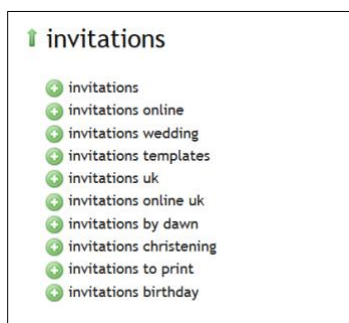 invitations
invitations
invitations online
invitations wedding
invitations templates
invitations uk
invitations online uk
invitations by dawn
invitations christening
invitations to print
invitations birthday